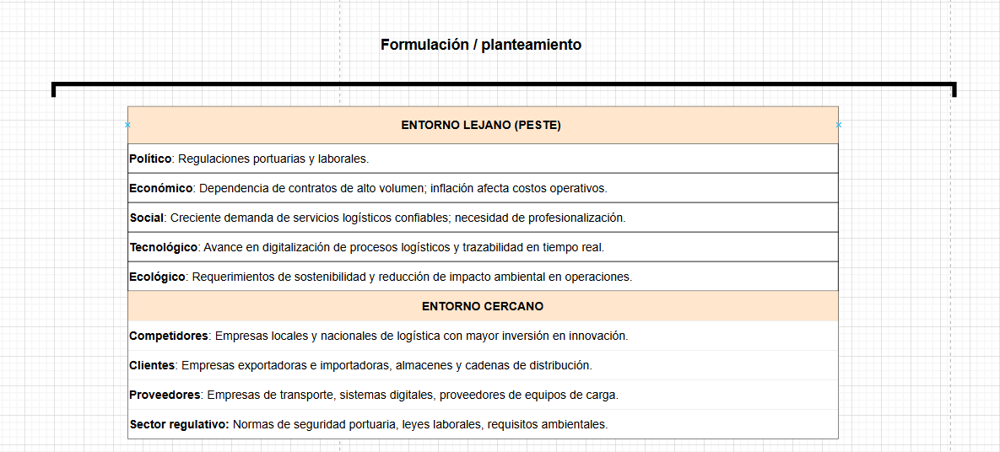 Formulación / planteamiento
ENTORNO LEJANO (PESTE)
Político: Regulaciones portuarias y laborales.
Económico: Dependencia de contratos de alto volumen; inflación afecta costos operativos.
Social: Creciente demanda de servicios logísticos confiables; necesidad de profesionalización.
Tecnológico: Avance en digitalización de procesos logísticos y trazabilidad en tiempo real.
Ecológico: Requerimientos de sostenibilidad y reducción de impacto ambiental en operaciones.
ENTORNO CERCANO
Competidores: Empresas locales y nacionales de logística con mayor inversión en innovación.
Clientes: Empresas exportadoras e importadoras, almacenes y cadenas de distribución.
Proveedores: Empresas de transporte, sistemas digitales, proveedores de equipos de carga.
Sector regulativo: Normas de seguridad portuaria, leyes laborales, requisitos ambientales.